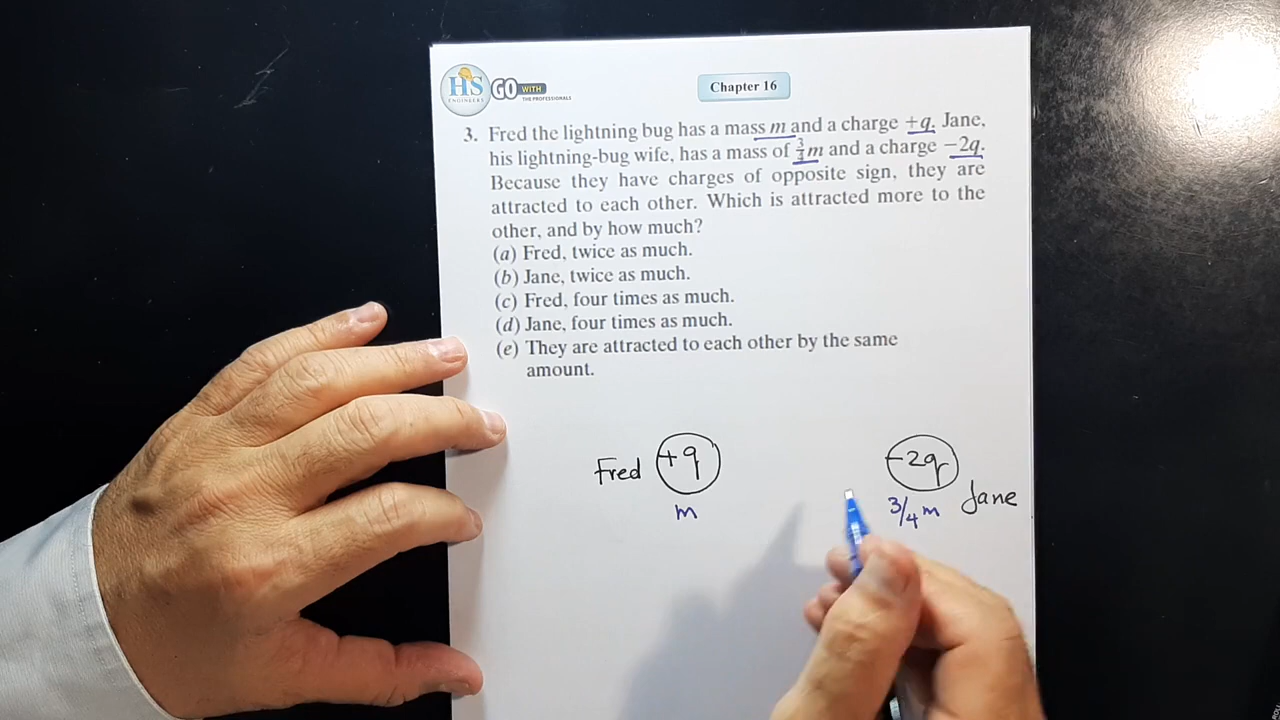 HS
ENGINEERS
GO WITH
THE PROFESSIONALS
Chapter 16
3. Fred the lightning bug has a mass m and a charge +q. Jane,
his lightning-bug wife, has a mass of 3/4 m and a charge −2q.
Because they have charges of opposite sign, they are
attracted to each other. Which is attracted more to the
other, and by how much?
(a) Fred, twice as much.
(b) Jane, twice as much.
(c) Fred, four times as much.
(d) Jane, four times as much.
(e) They are attracted to each other by the same
amount.
Fred +q -2q
m 3/4 m Jane